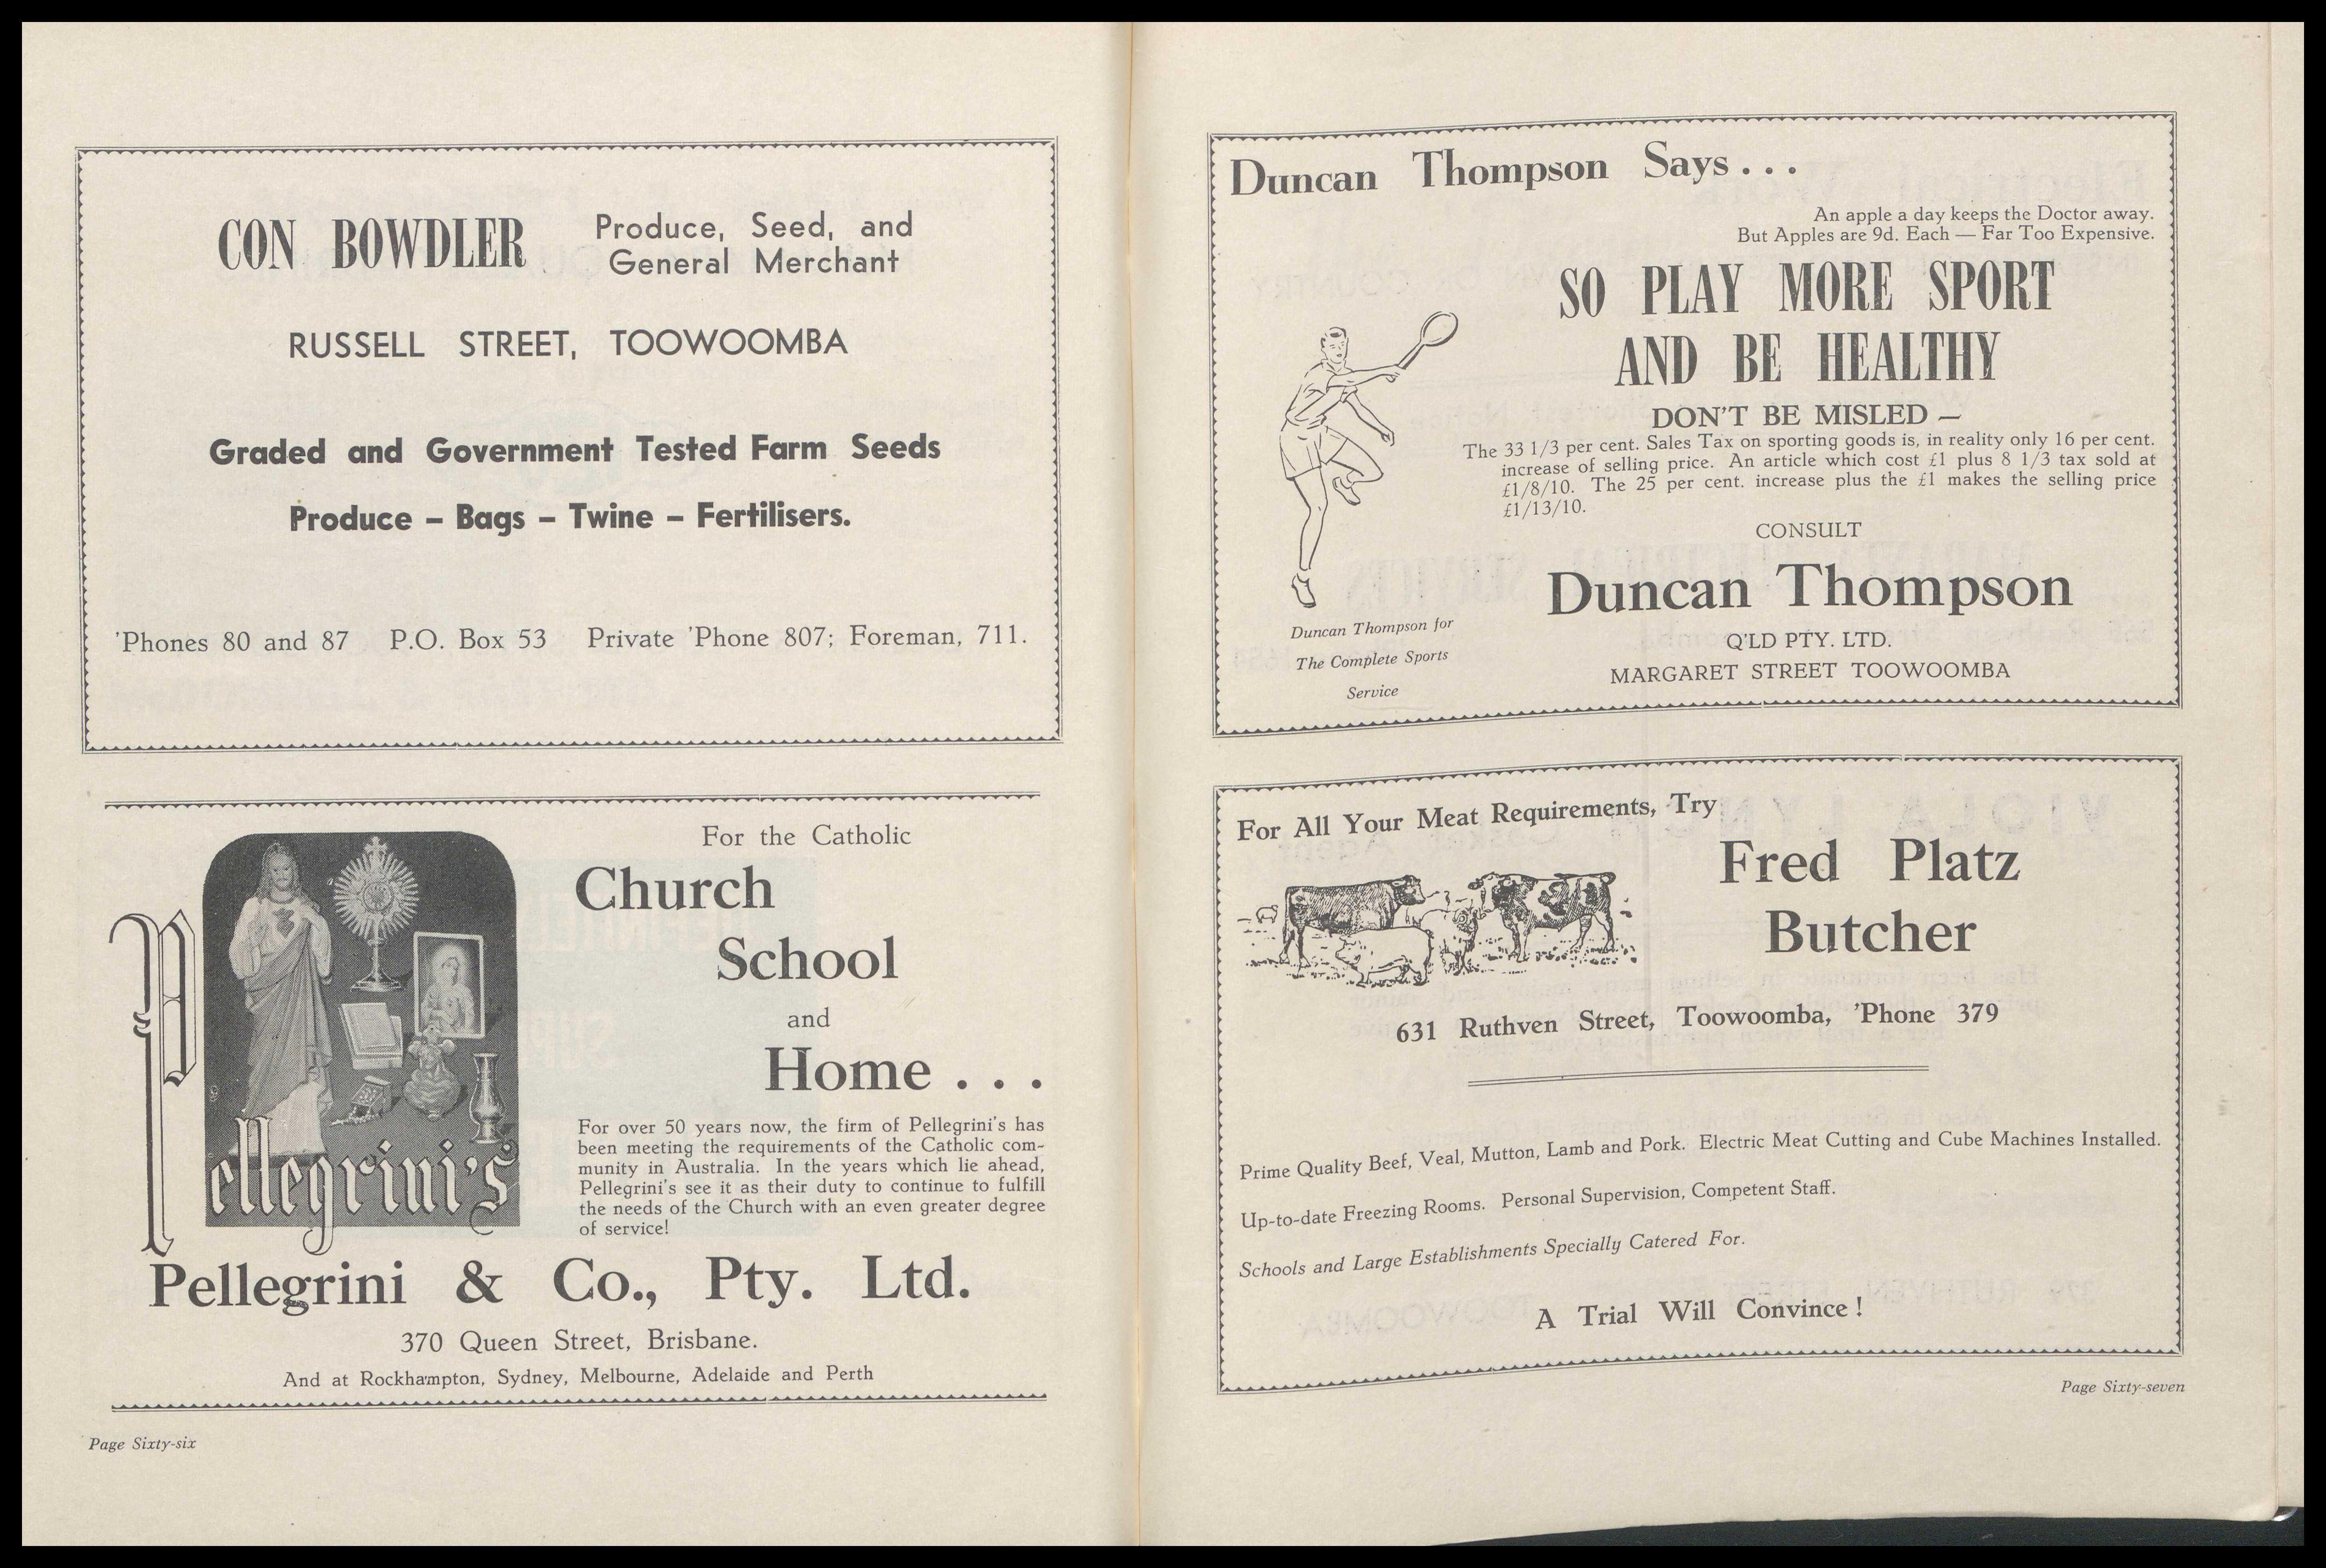 CON BOWDLER
Produce, Seed, and
General Merchant
RUSSELL STREET, TOOWOOMBA
Graded and Government Tested Farm Seeds
Produce – Bags – Twine – Fertilisers.
'Phones 80 and 87 P.O. Box 53 Private 'Phone 807; Foreman, 711.
Pellegrini's
For the Catholic
Church
School
and
Home . . .
For over 50 years now, the firm of Pellegrini's has
been meeting the requirements of the Catholic com-
munity in Australia. In the years which lie ahead,
Pellegrini's see it as their duty to continue to fulfill
the needs of the Church with an even greater degree
of service!
Pellegrini & Co., Pty. Ltd.
370 Queen Street, Brisbane.
And at Rockhampton, Sydney, Melbourne, Adelaide and Perth
Page Sixty-six
Duncan Thompson Says . . .
An apple a day keeps the Doctor away.
But Apples are 9d. Each — Far Too Expensive.
SO PLAY MORE SPORT
AND BE HEALTHY
DON'T BE MISLED —
The 33 1/3 per cent. Sales Tax on sporting goods is, in reality only 16 per cent.
increase of selling price. An article which cost £1 plus 8 1/3 tax sold at
£1/8/10. The 25 per cent. increase plus the £1 makes the selling price
£1/13/10.
CONSULT
Duncan Thompson
Q'LD PTY. LTD.
MARGARET STREET TOOWOOMBA
Duncan Thompson for
The Complete Sports
Service
For All Your Meat Requirements, Try
Fred Platz
Butcher
631 Ruthven Street, Toowoomba, 'Phone 379
Prime Quality Beef, Veal, Mutton, Lamb and Pork. Electric Meat Cutting and Cube Machines Installed.
Up-to-date Freezing Rooms. Personal Supervision, Competent Staff.
Schools and Large Establishments Specially Catered For.
A Trial Will Convince !
Page Sixty-seven